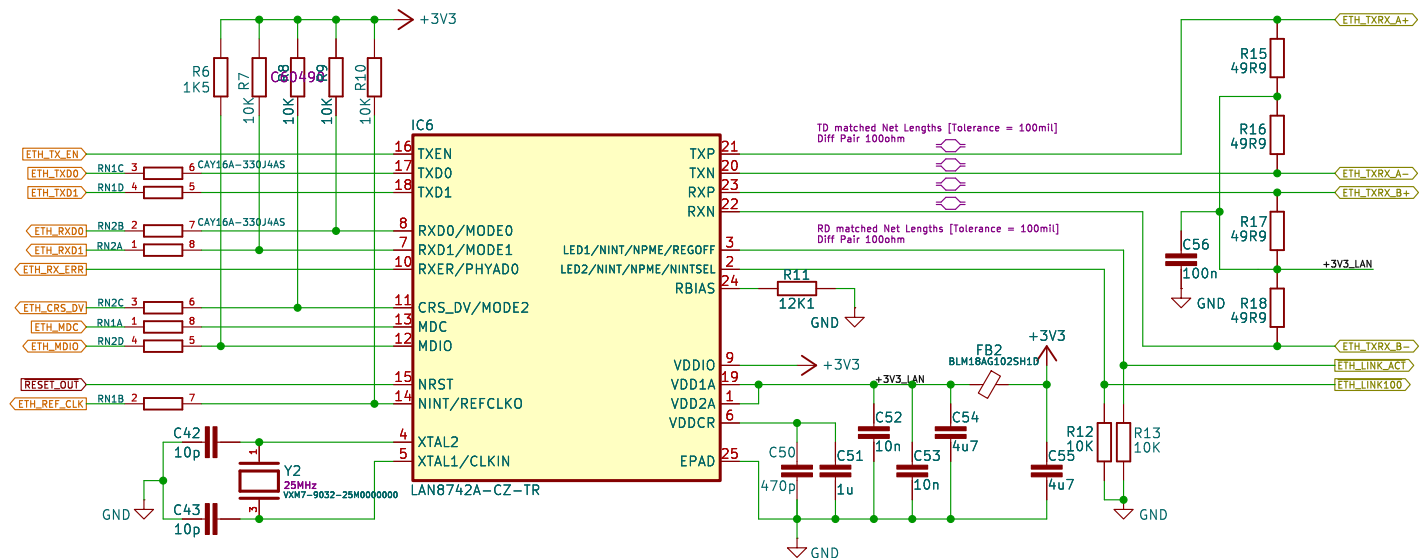 +3V3
R6
1K5
R7
10K
C60490
R8
10K
R9
10K
R10
10K
IC6
ETH_TX_EN
ETH_TXD0
RN1C
3
6
CAY16A-330J4AS
ETH_TXD1
RN1D
4
5
ETH_RXD0
RN2B
2
7
CAY16A-330J4AS
ETH_RXD1
RN2A
1
8
ETH_RX_ERR
ETH_CRS_DV
RN2C
3
6
ETH_MDC
RN1A
1
8
ETH_MDIO
RN2D
4
5
RESET_OUT
ETH_REF_CLK
RN1B
2
7
16 TXEN
17 TXD0
18 TXD1
8 RXD0/MODE0
7 RXD1/MODE1
10 RXER/PHYAD0
11 CRS_DV/MODE2
13 MDC
12 MDIO
15 NRST
14 NINT/REFCLKO
4 XTAL2
5 XTAL1/CLKIN
LAN8742A-CZ-TR
TXP 21
TXN 20
RXP 23
RXN 22
LED1/NINT/NPME/REGOFF 3
LED2/NINT/NPME/NINTSEL 2
RBIAS 24
VDDIO 9
VDD1A 19
VDD2A 1
VDDCR 6
EPAD 25
C42
10p
GND
1
Y2
25MHz
VXM7-9032-25M0000000
3
C43
10p
TD matched Net Lengths [Tolerance = 100mil]
Diff Pair 100ohm
RD matched Net Lengths [Tolerance = 100mil]
Diff Pair 100ohm
R11
12K1
GND
+3V3
+3V3_LAN
FB2
BLM18AG102SH1D
+3V3
C50
470p
C51
1u
C52
10n
C53
10n
C54
4u7
C55
4u7
GND
R12
10K
R13
10K
GND
C56
100n
GND
R15
49R9
R16
49R9
R17
49R9
+3V3_LAN
R18
49R9
ETH_TXRX_A+
ETH_TXRX_A-
ETH_TXRX_B+
ETH_TXRX_B-
ETH_LINK_ACT
ETH_LINK100